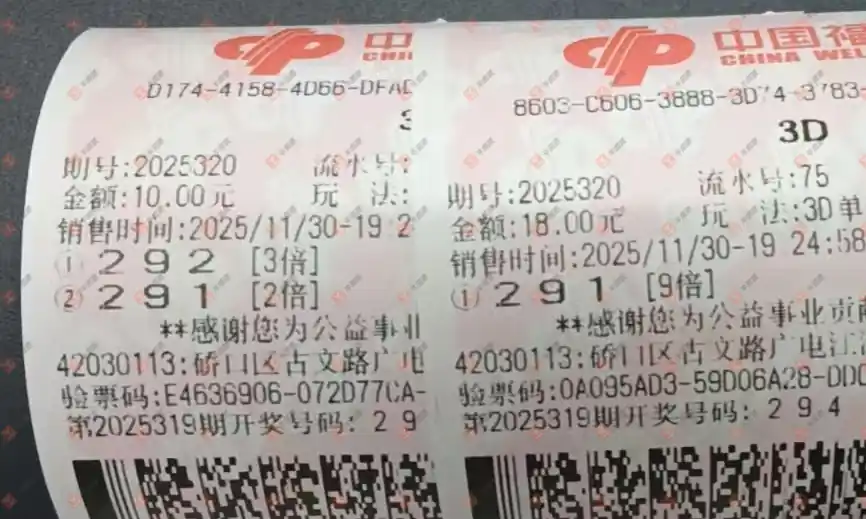 中
D174-4158-4D66-DFAD
期号:2025320 流水号:
金额:10.00元 玩 法:
销售时间:2025/11/30-19 2
① 2 9 2 [3倍]
② 2 9 1 [2倍]
**感谢您为公益事业
42030113:硚口区古文路广电
验票码:E4636906-072D77CA-
第2025319期开奖号码: 2 9
中国福
CHINA WEL
8603-C606-3888-3D74-3783-
3D
期号:2025320 流水号:75
金额:18.00元 玩 法:3D单
销售时间:2025/11/30-19 24:58
① 2 9 1 [9倍]
**感谢您为公益事业贡献
42030113:硚口区古文路广电江
验票码:0A095AD3-59D06A28-DD0
第2025319期开奖号码: 2 9 4